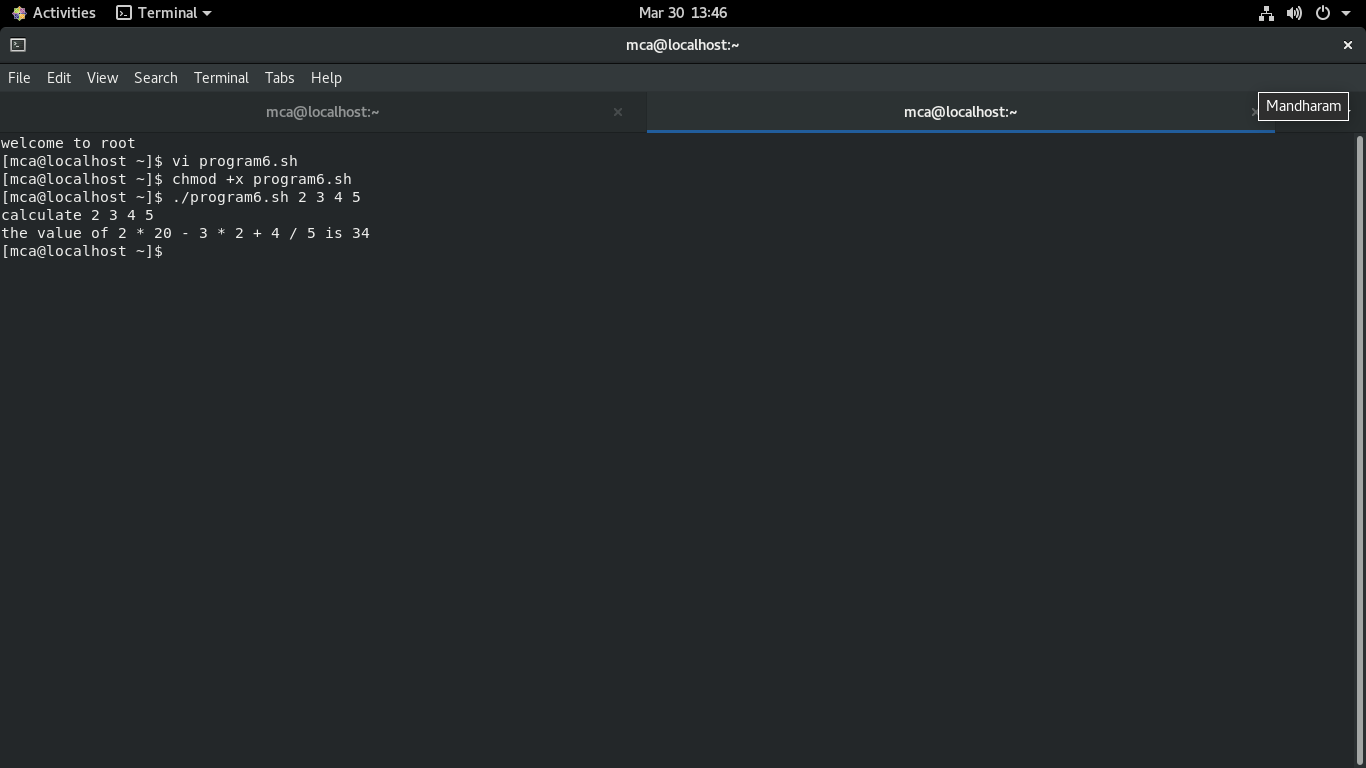 Activities Terminal Mar 30 13:46
mca@localhost:~
File Edit View Search Terminal Tabs Help
mca@localhost:~ mca@localhost:~ Mandharam
welcome to root
[mca@localhost ~]$ vi program6.sh
[mca@localhost ~]$ chmod +x program6.sh
[mca@localhost ~]$ ./program6.sh 2 3 4 5
calculate 2 3 4 5
the value of 2 * 20 - 3 * 2 + 4 / 5 is 34
[mca@localhost ~]$